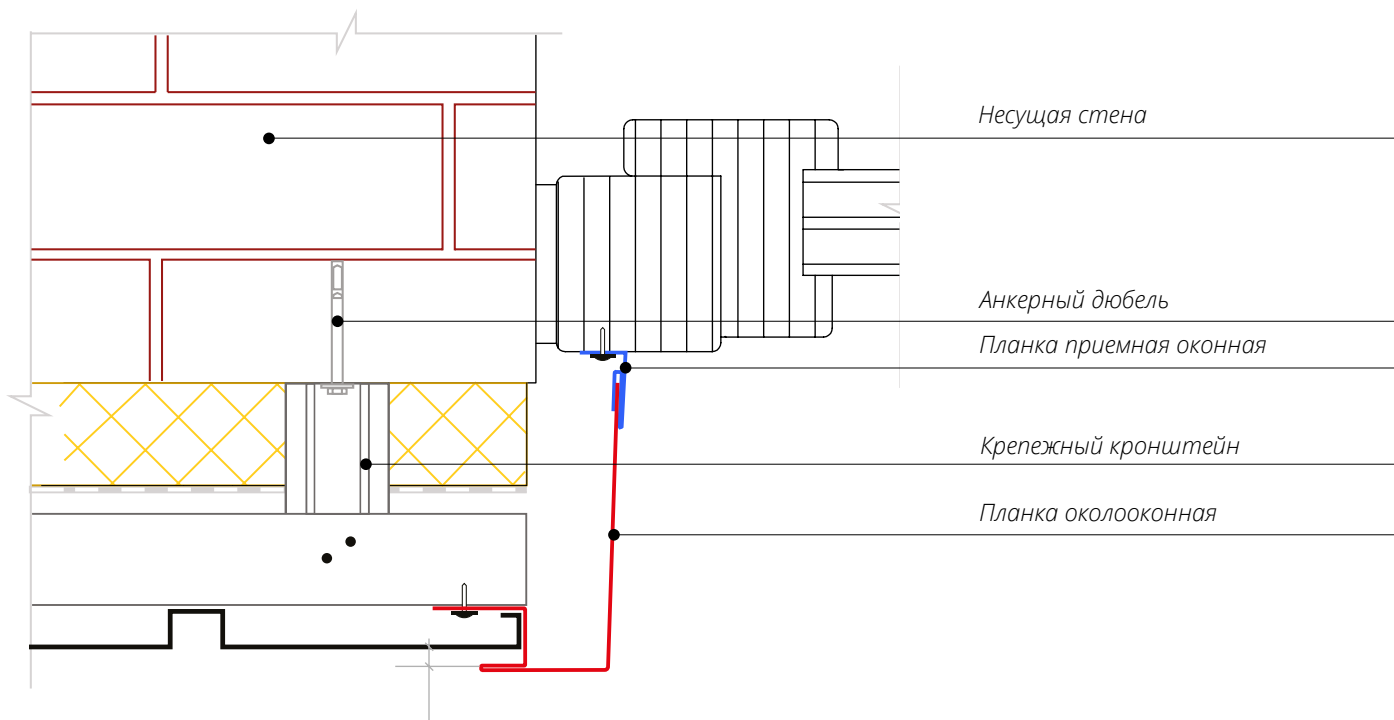 Несущая стена
Анкерный дюбель
Планка приемная оконная
Крепежный кронштейн
Планка околооконная